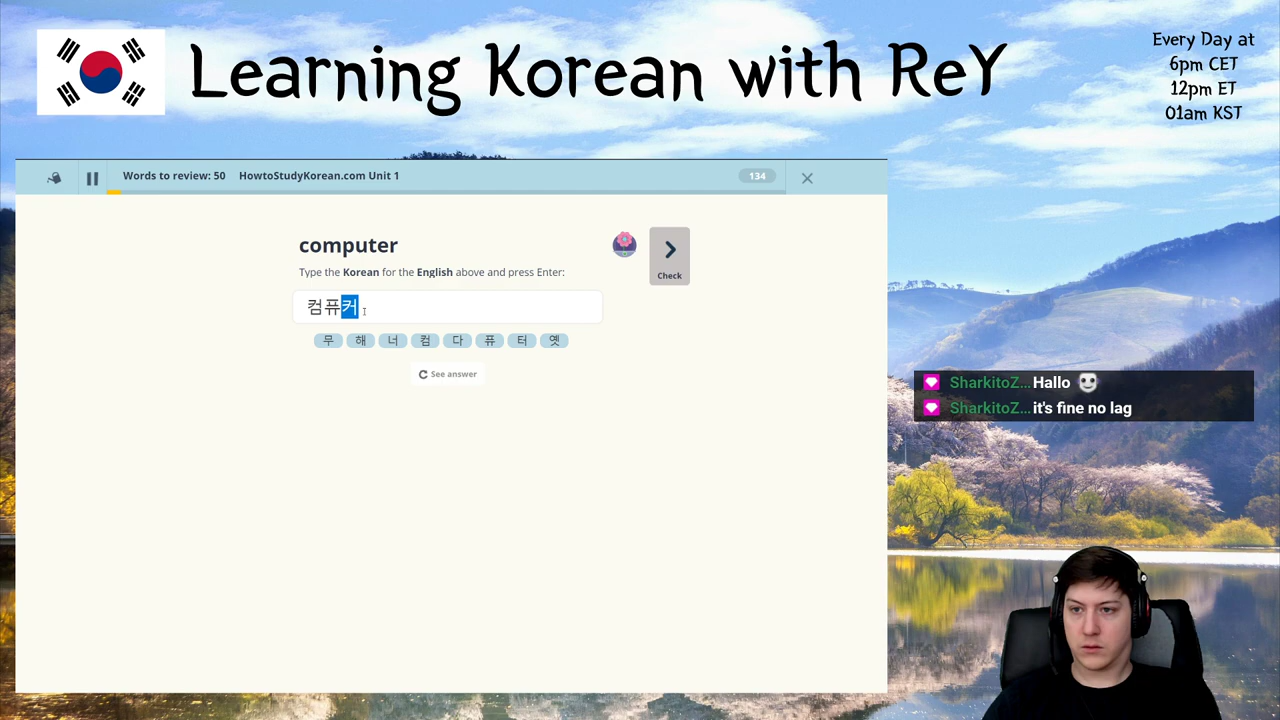 Learning Korean with ReY
Every Day at
6pm CET
12pm ET
01am KST
Words to review: 50 HowtoStudyKorean.com Unit 1
134
computer
Type the Korean for the English above and press Enter:
Check
컴퓨커
무 해 너 컴 다 퓨 터 옛
See answer
SharkitoZ... Hallo
SharkitoZ... it's fine no lag